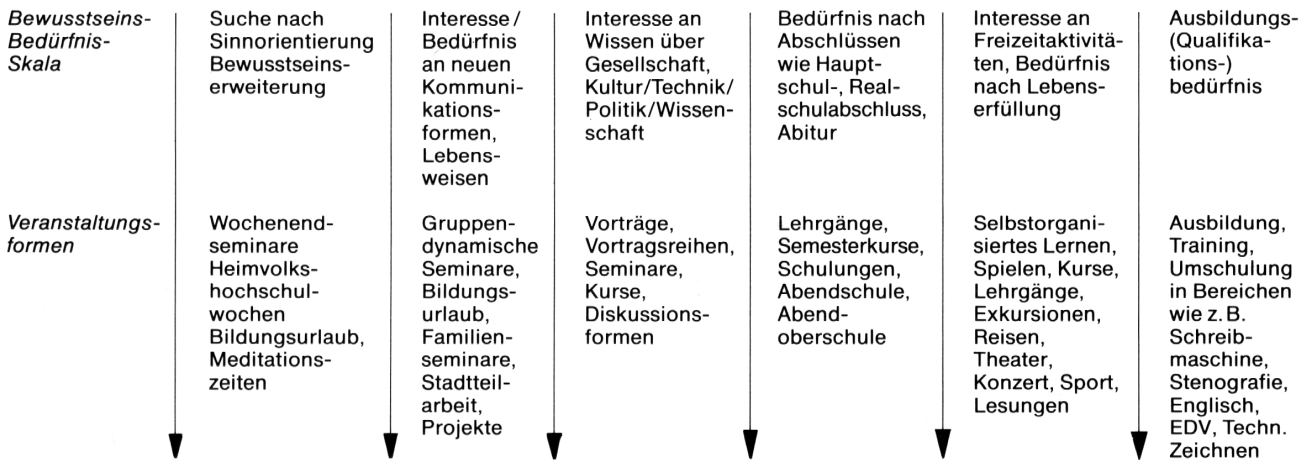 Bewusstseins-
Bedürfnis-
Skala
Suche nach
Sinnorientierung
Bewusstseins-
erweiterung
Interesse /
Bedürfnis
an neuen
Kommuni-
kations-
formen,
Lebens-
weisen
Interesse an
Wissen über
Gesellschaft,
Kultur/Technik/
Politik/Wissen-
schaft
Bedürfnis nach
Abschlüssen
wie Haupt-
schul-, Real-
schulabschluss,
Abitur
Interesse an
Freizeitaktivitä-
ten, Bedürfnis
nach Lebens-
erfüllung
Ausbildungs-
(Qualifika-
tions-)
bedürfnis
Veranstaltungs-
formen
Wochenend-
seminare
Heimvolks-
hochschul-
wochen
Bildungsurlaub,
Meditations-
zeiten
Gruppen-
dynamische
Seminare,
Bildungs-
urlaub,
Familien-
seminare,
Stadtteil-
arbeit,
Projekte
Vorträge,
Vortragsreihen,
Seminare,
Kurse,
Diskussions-
formen
Lehrgänge,
Semesterkurse,
Schulungen,
Abendschule,
Abend-
oberschule
Selbstorgani-
siertes Lernen,
Spielen, Kurse,
Lehrgänge,
Exkursionen,
Reisen,
Theater,
Konzert, Sport,
Lesungen
Ausbildung,
Training,
Umschulung
in Bereichen
wie z. B.
Schreib-
maschine,
Stenografie,
Englisch,
EDV, Techn.
Zeichnen